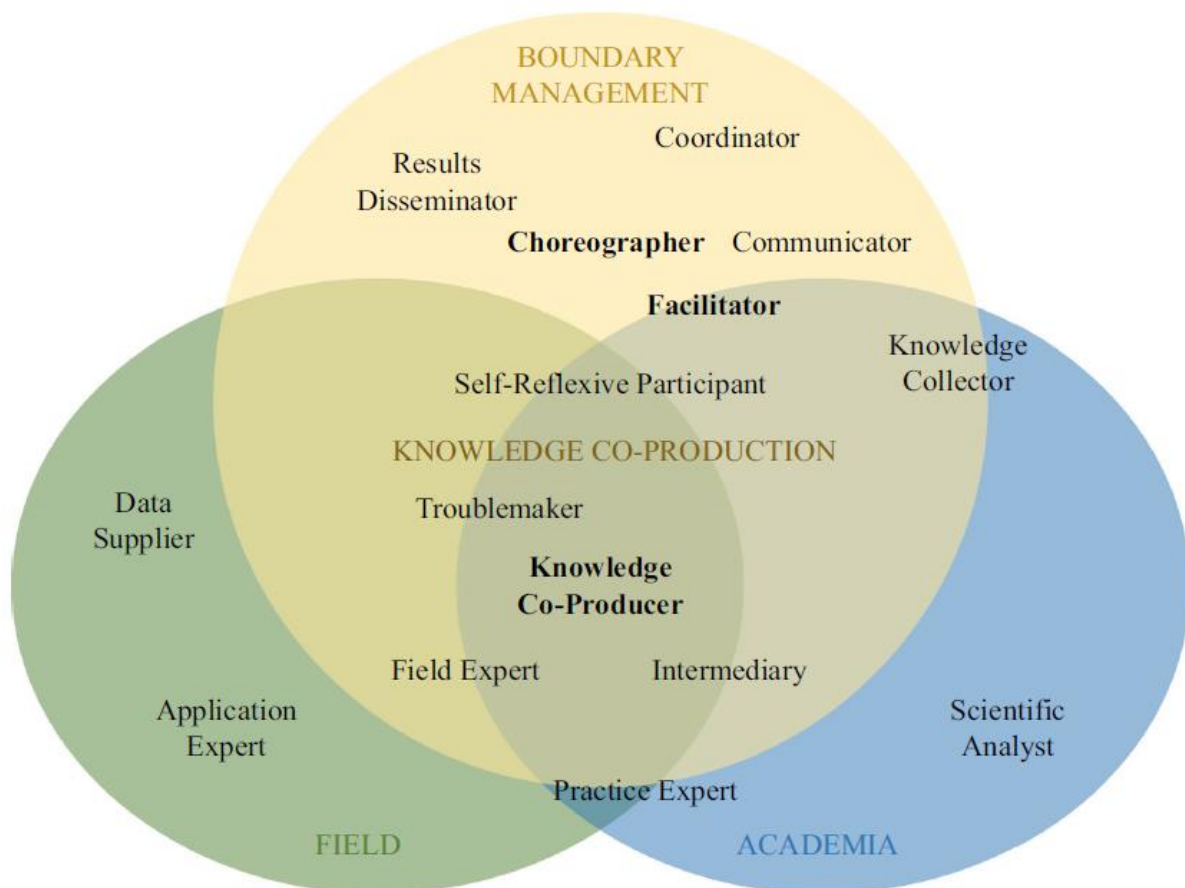 BOUNDARY
MANAGEMENT
Coordinator
Results
Disseminator
Choreographer
Communicator
Facilitator
Knowledge
Collector
Self-Reflexive Participant
KNOWLEDGE CO-PRODUCTION
Data
Supplier
Troublemaker
Knowledge
Co-Producer
Field Expert
Intermediary
Application
Expert
Scientific
Analyst
Practice Expert
FIELD
ACADEMIA